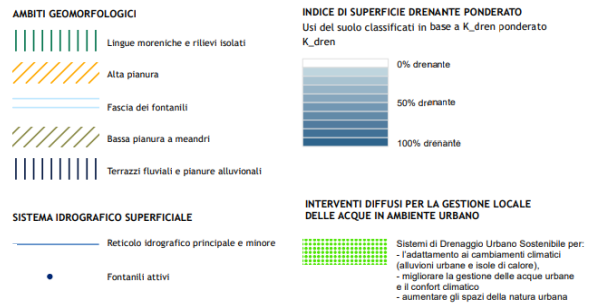 AMBITI GEOMORFOLOGICI
Lingue moreniche e rilievi isolati
Alta pianura
Fascia dei fontanili
Bassa pianura a meandri
Terrazzi fluviali e pianure alluvionali
SISTEMA IDROGRAFICO SUPERFICIALE
Reticolo idrografico principale e minore
Fontanili attivi
INDICE DI SUPERFICIE DRENANTE PONDERATO
Usi del suolo classificati in base a K_dren ponderato
K_dren
0% drenante
50% drenante
100% drenante
INTERVENTI DIFFUSI PER LA GESTIONE LOCALE
DELLE ACQUE IN AMBIENTE URBANO
Sistemi di Drenaggio Urbano Sostenibile per:
- l'adattamento ai cambiamenti climatici
(alluvioni urbane e isole di calore),
- migliorare la gestione delle acque urbane
e il confort climatico
- aumentare gli spazi della natura urbana